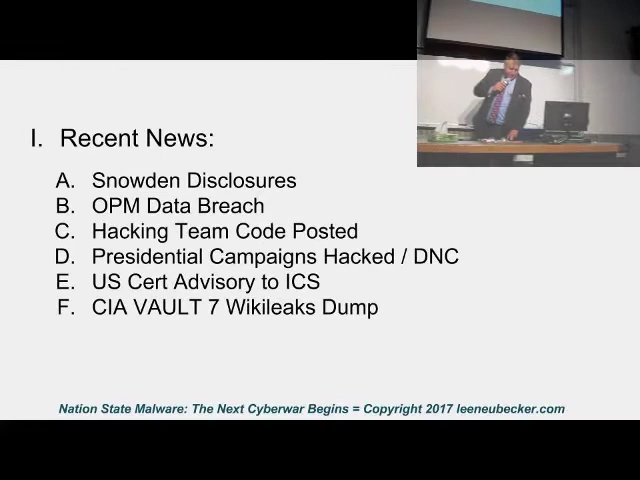 I. Recent News:
A. Snowden Disclosures
B. OPM Data Breach
C. Hacking Team Code Posted
D. Presidential Campaigns Hacked / DNC
E. US Cert Advisory to ICS
F. CIA VAULT 7 Wikileaks Dump
Nation State Malware: The Next Cyberwar Begins = Copyright 2017 leeneubecker.com